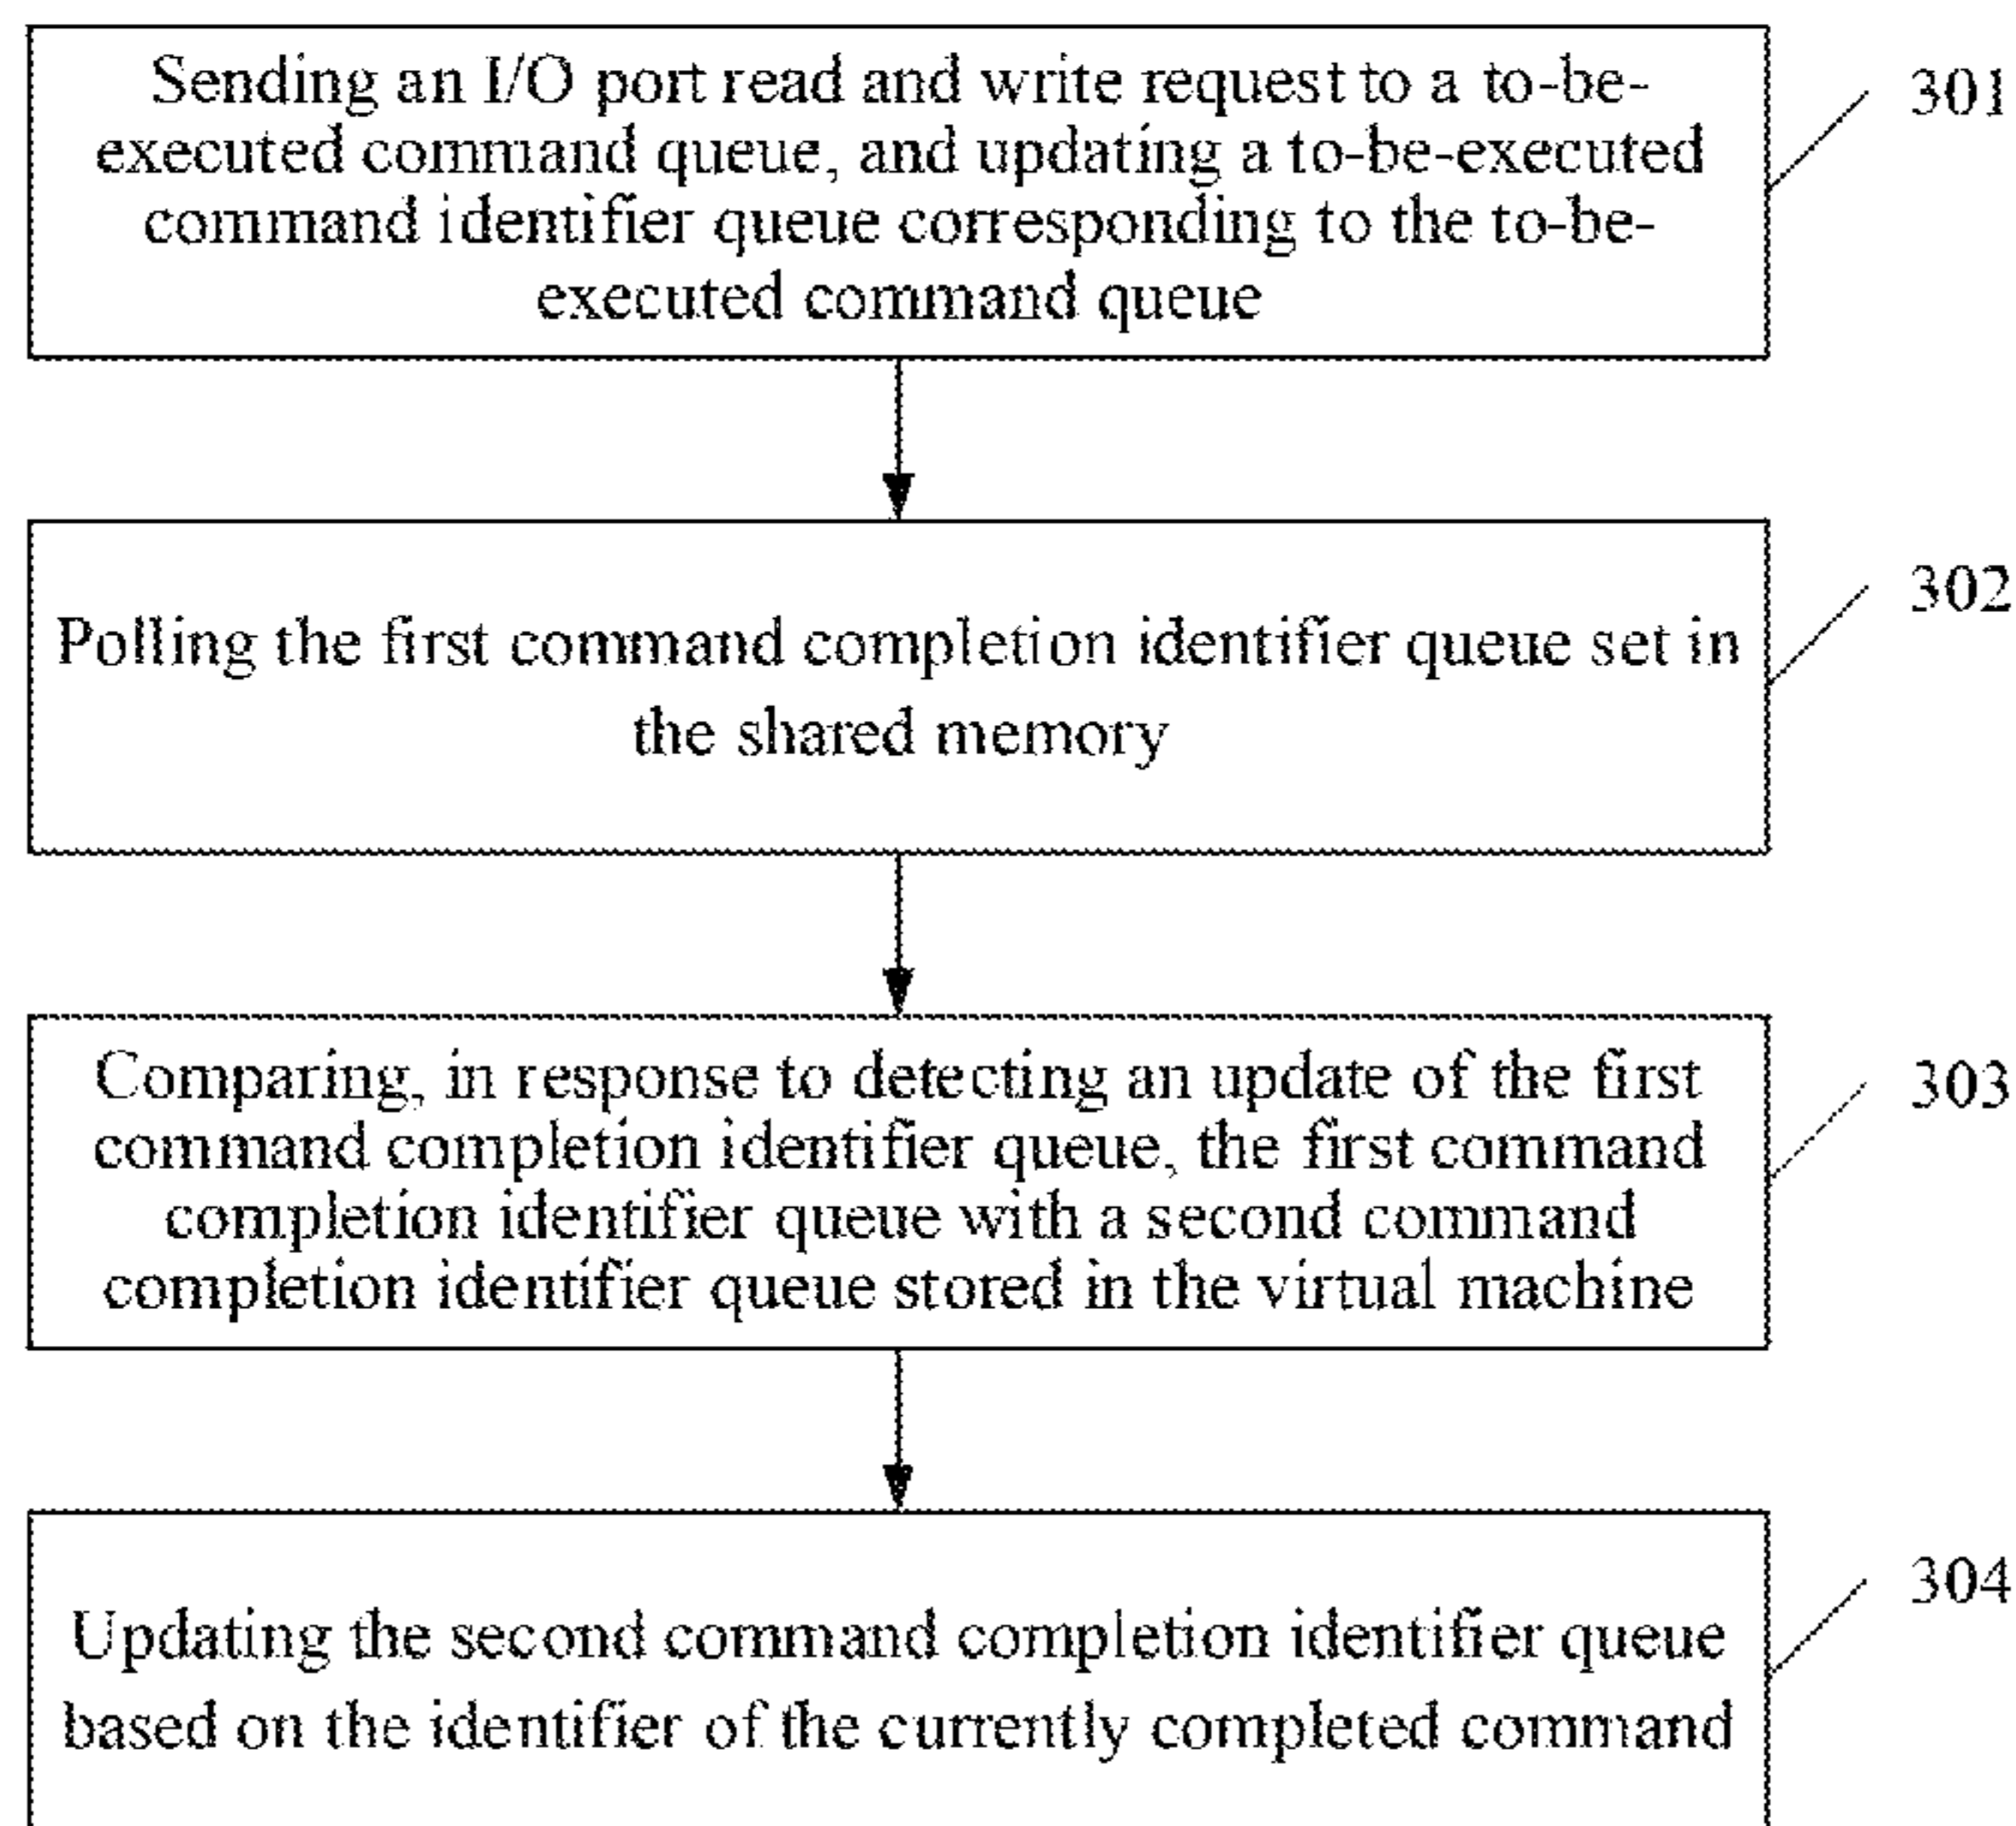 Sending an I/O port read and write request to a to-be-
executed command queue, and updating a to-be-executed
command identifier queue corresponding to the to-be-
executed command queue
301
Polling the first command completion identifier queue set in
the shared memory
302
Comparing, in response to detecting an update of the first
command completion identifier queue, the first command
completion identifier queue with a second command
completion identifier queue stored in the virtual machine
303
Updating the second command completion identifier queue
based on the identifier of the currently completed command
304